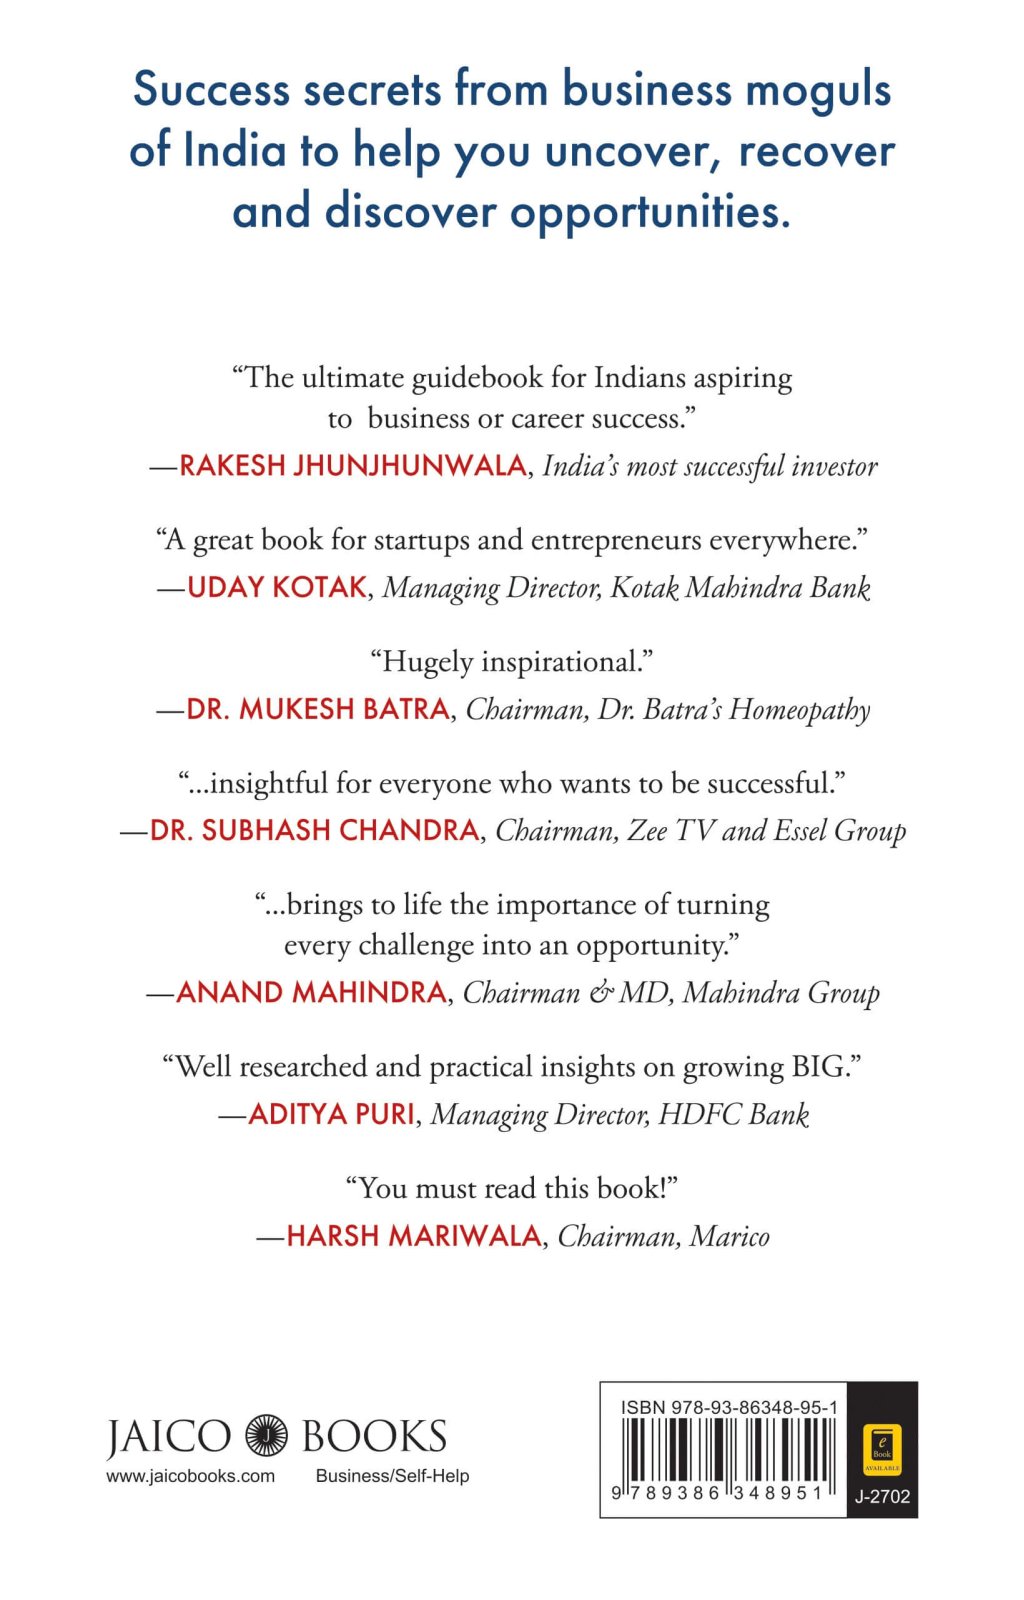 Success secrets from business moguls
of India to help you uncover, recover
and discover opportunities.
“The ultimate guidebook for Indians aspiring
to business or career success.”
—RAKESH JHUNJHUNWALA, India’s most successful investor
“A great book for startups and entrepreneurs everywhere.”
—UDAY KOTAK, Managing Director, Kotak Mahindra Bank
“Hugely inspirational.”
—DR. MUKESH BATRA, Chairman, Dr. Batra’s Homeopathy
“...insightful for everyone who wants to be successful.”
—DR. SUBHASH CHANDRA, Chairman, Zee TV and Essel Group
“...brings to life the importance of turning
every challenge into an opportunity.”
—ANAND MAHINDRA, Chairman & MD, Mahindra Group
“Well researched and practical insights on growing BIG.”
—ADITYA PURI, Managing Director, HDFC Bank
“You must read this book!”
—HARSH MARIWALA, Chairman, Marico
JAICO J BOOKS
www.jaicobooks.com Business/Self-Help
ISBN 978-93-86348-95-1
9 789386 348951
e
Book
AVAILABLE
J-2702